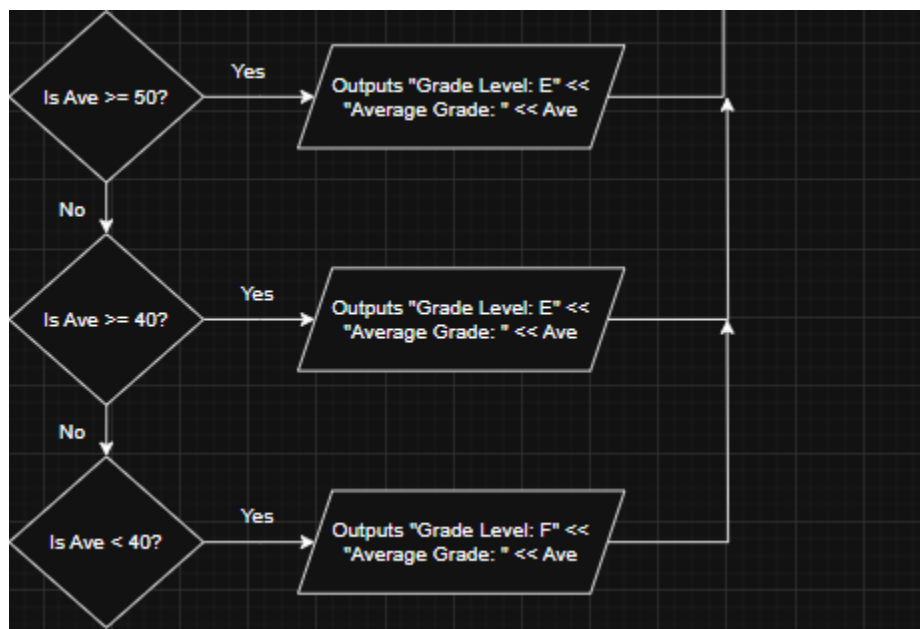 Is Ave >= 50?
Yes
Outputs "Grade Level: E" <<
"Average Grade: " << Ave
No
Is Ave >= 40?
Yes
Outputs "Grade Level: E" <<
"Average Grade: " << Ave
No
Is Ave < 40?
Yes
Outputs "Grade Level: F" <<
"Average Grade: " << Ave